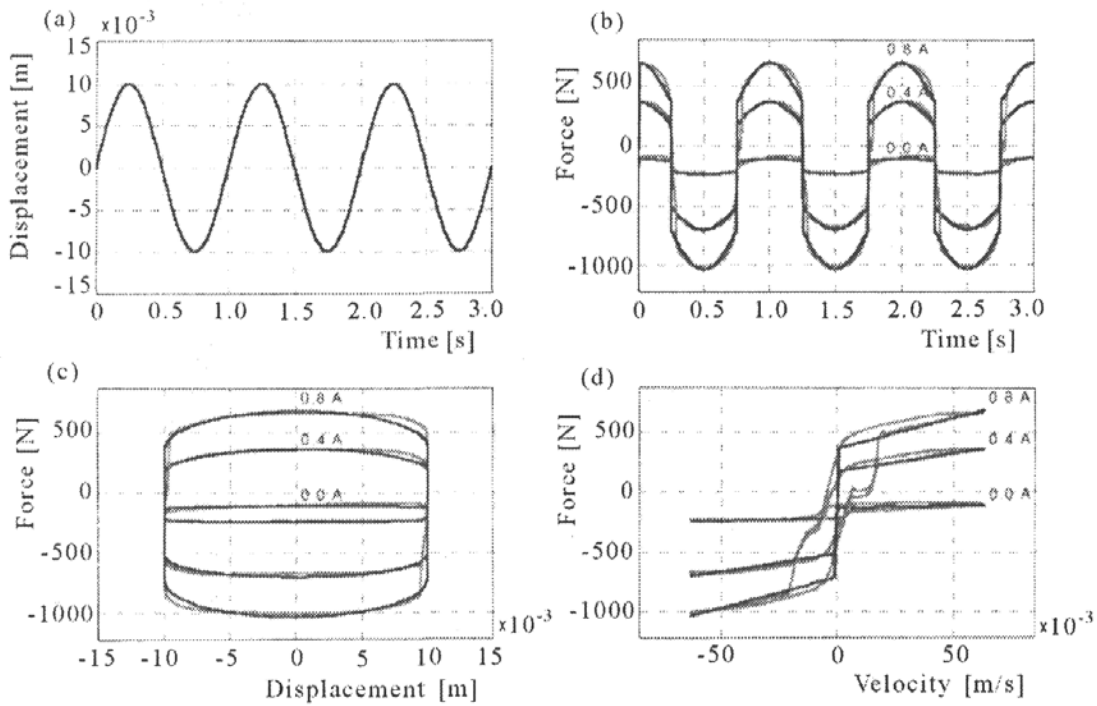 (a) ×10⁻³
Displacement [m]
15
10
5
0
-5
-10
-15
0 0.5 1.0 1.5 2.0 2.5 3.0
Time [s]
(b)
Force [N]
500
0
-500
-1000
0 8 A
0 4 A
0 0 A
0 0.5 1.0 1.5 2.0 2.5 3.0
Time [s]
(c)
Force [N]
500
0
-500
-1000
0 8 A
0 4 A
0 0 A
×10⁻³
-15 -10 -5 0 5 10 15
Displacement [m]
(d)
Force [N]
500
0
-500
-1000
0 8 A
0 4 A
0 0 A
×10⁻³
-50 0 50
Velocity [m/s]